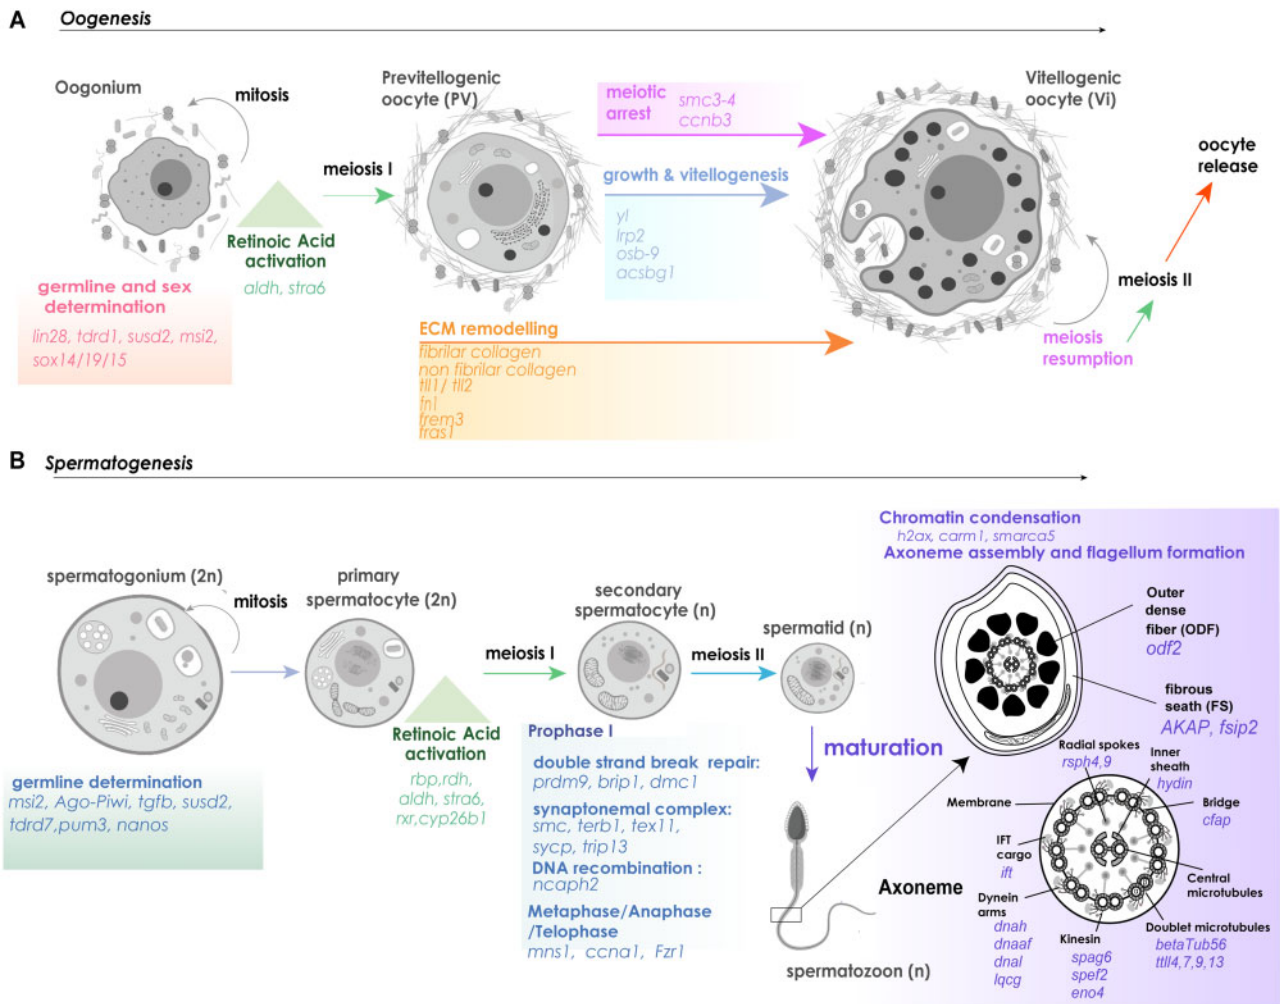 A
Oogenesis
Oogonium
mitosis
Previtellogenic
oocyte (PV)
meiotic
arrest
smc3-4
ccnb3
Vitellogenic
oocyte (Vi)
oocyte
release
meiosis I
growth & vitellogenesis
yl
lrp2
osb-9
acsbg1
Retinoic Acid
activation
aldh, stra6
germline and sex
determination
lin28, tdrd1, susd2, msi2,
sox14/19/15
meiosis II
meiosis
resumption
ECM remodelling
fibrilar collagen
non fibrilar collagen
tll1/ tll2
fn1
frem3
fras1
B
Spermatogenesis
spermatogonium (2n)
mitosis
primary
spermatocyte (2n)
secondary
spermatocyte (n)
spermatid (n)
meiosis I
meiosis II
Retinoic Acid
activation
rbp,rdh,
aldh, stra6,
rxr,cyp26b1
germline determination
msi2, Ago-Piwi, tgfb, susd2,
tdrd7,pum3, nanos
Prophase I
double strand break repair:
prdm9, brip1, dmc1
synaptonemal complex:
smc, terb1, tex11,
sycp, trip13
DNA recombination :
ncaph2
Metaphase/Anaphase
/Telophase
mns1, ccna1, Fzr1
maturation
spermatozoon (n)
Chromatin condensation
h2ax, carm1, smarca5
Axoneme assembly and flagellum formation
Outer
dense
fiber (ODF)
odf2
fibrous
seath (FS)
AKAP, fsip2
Radial spokes
rsph4,9
Inner
sheath
hydin
Membrane
Bridge
cfap
IFT
cargo
ift
Axoneme
Central
microtubules
Dynein
arms
dnah
dnaaf
dnal
lqcg
Kinesin
spag6
spef2
eno4
Doublet microtubules
betaTub56
ttll4,7,9,13